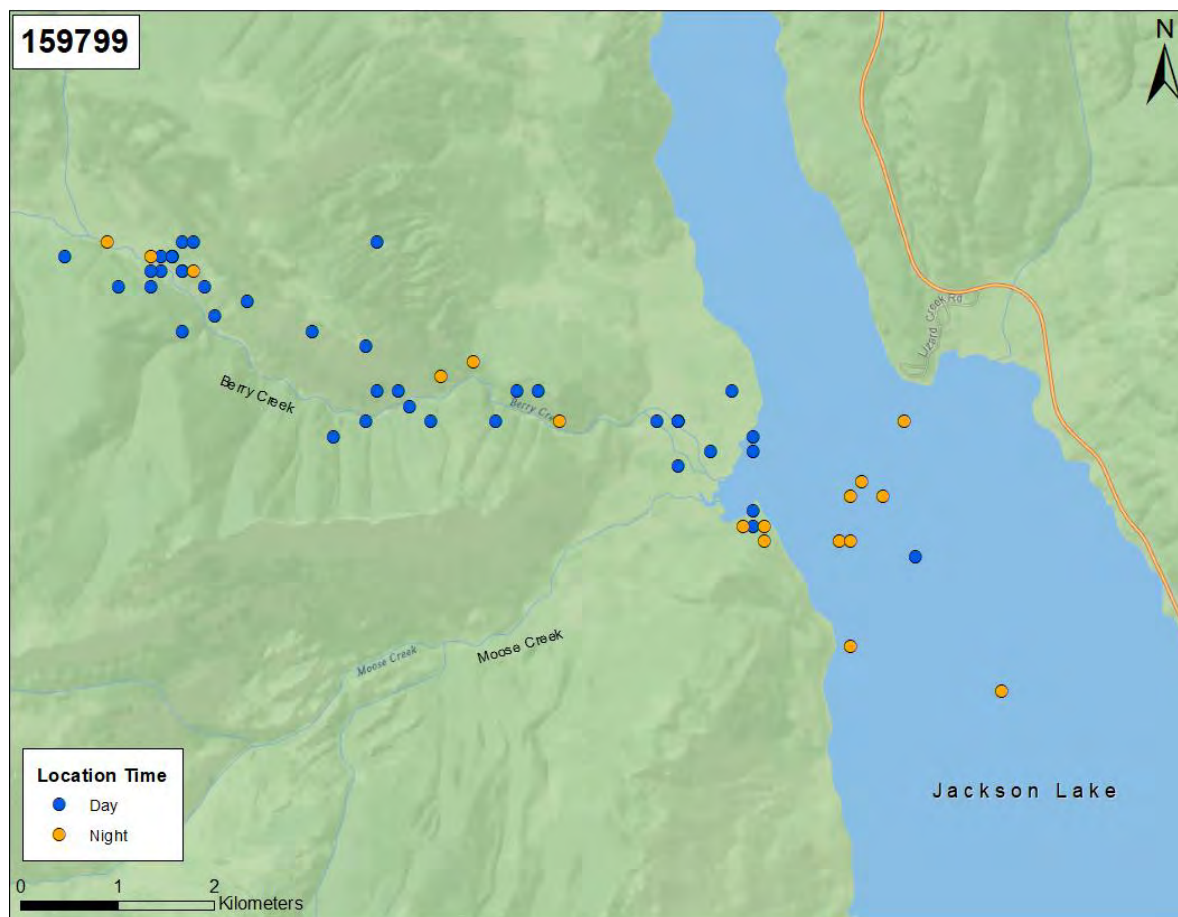 159799
N
Lizard Creek Rd
Berry Creek
Berry Cre
Moose Creek
Moose Creek
Jackson Lake
Location Time
Day
Night
0 1 2
Kilometers